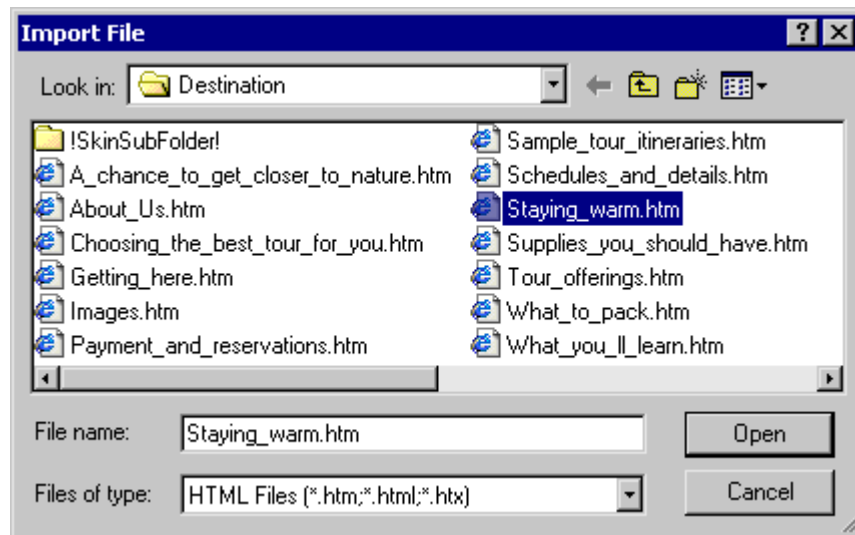 Import File
Look in: Destination
!SkinSubFolder!
A_chance_to_get_closer_to_nature.htm
About_Us.htm
Choosing_the_best_tour_for_you.htm
Getting_here.htm
Images.htm
Payment_and_reservations.htm
Sample_tour_itineraries.htm
Schedules_and_details.htm
Staying_warm.htm
Supplies_you_should_have.htm
Tour_offerings.htm
What_to_pack.htm
What_you_ll_learn.htm
File name: Staying_warm.htm Open
Files of type: HTML Files (*.htm;*.html;*.htx) Cancel